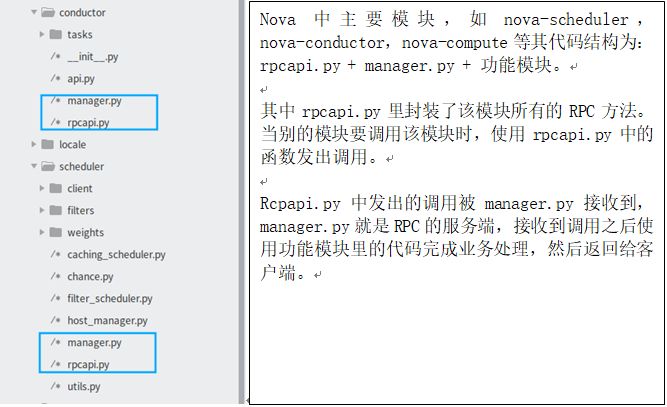 conductor
tasks
__init__.py
api.py
manager.py
rpcapi.py
locale
scheduler
client
filters
weights
caching_scheduler.py
chance.py
filter_scheduler.py
host_manager.py
manager.py
rpcapi.py
utils.py
Nova 中主要模块，如 nova-scheduler，
nova-conductor，nova-compute 等其代码结构为：
rpcapi.py + manager.py + 功能模块。
其中 rpcapi.py 里封装了该模块所有的 RPC 方法。
当别的模块要调用该模块时，使用 rpcapi.py 中的
函数发出调用。
Rcpapi.py 中发出的调用被 manager.py 接收到，
manager.py 就是 RPC 的服务端，接收到调用之后使
用功能模块里的代码完成业务处理，然后返回给客
户端。